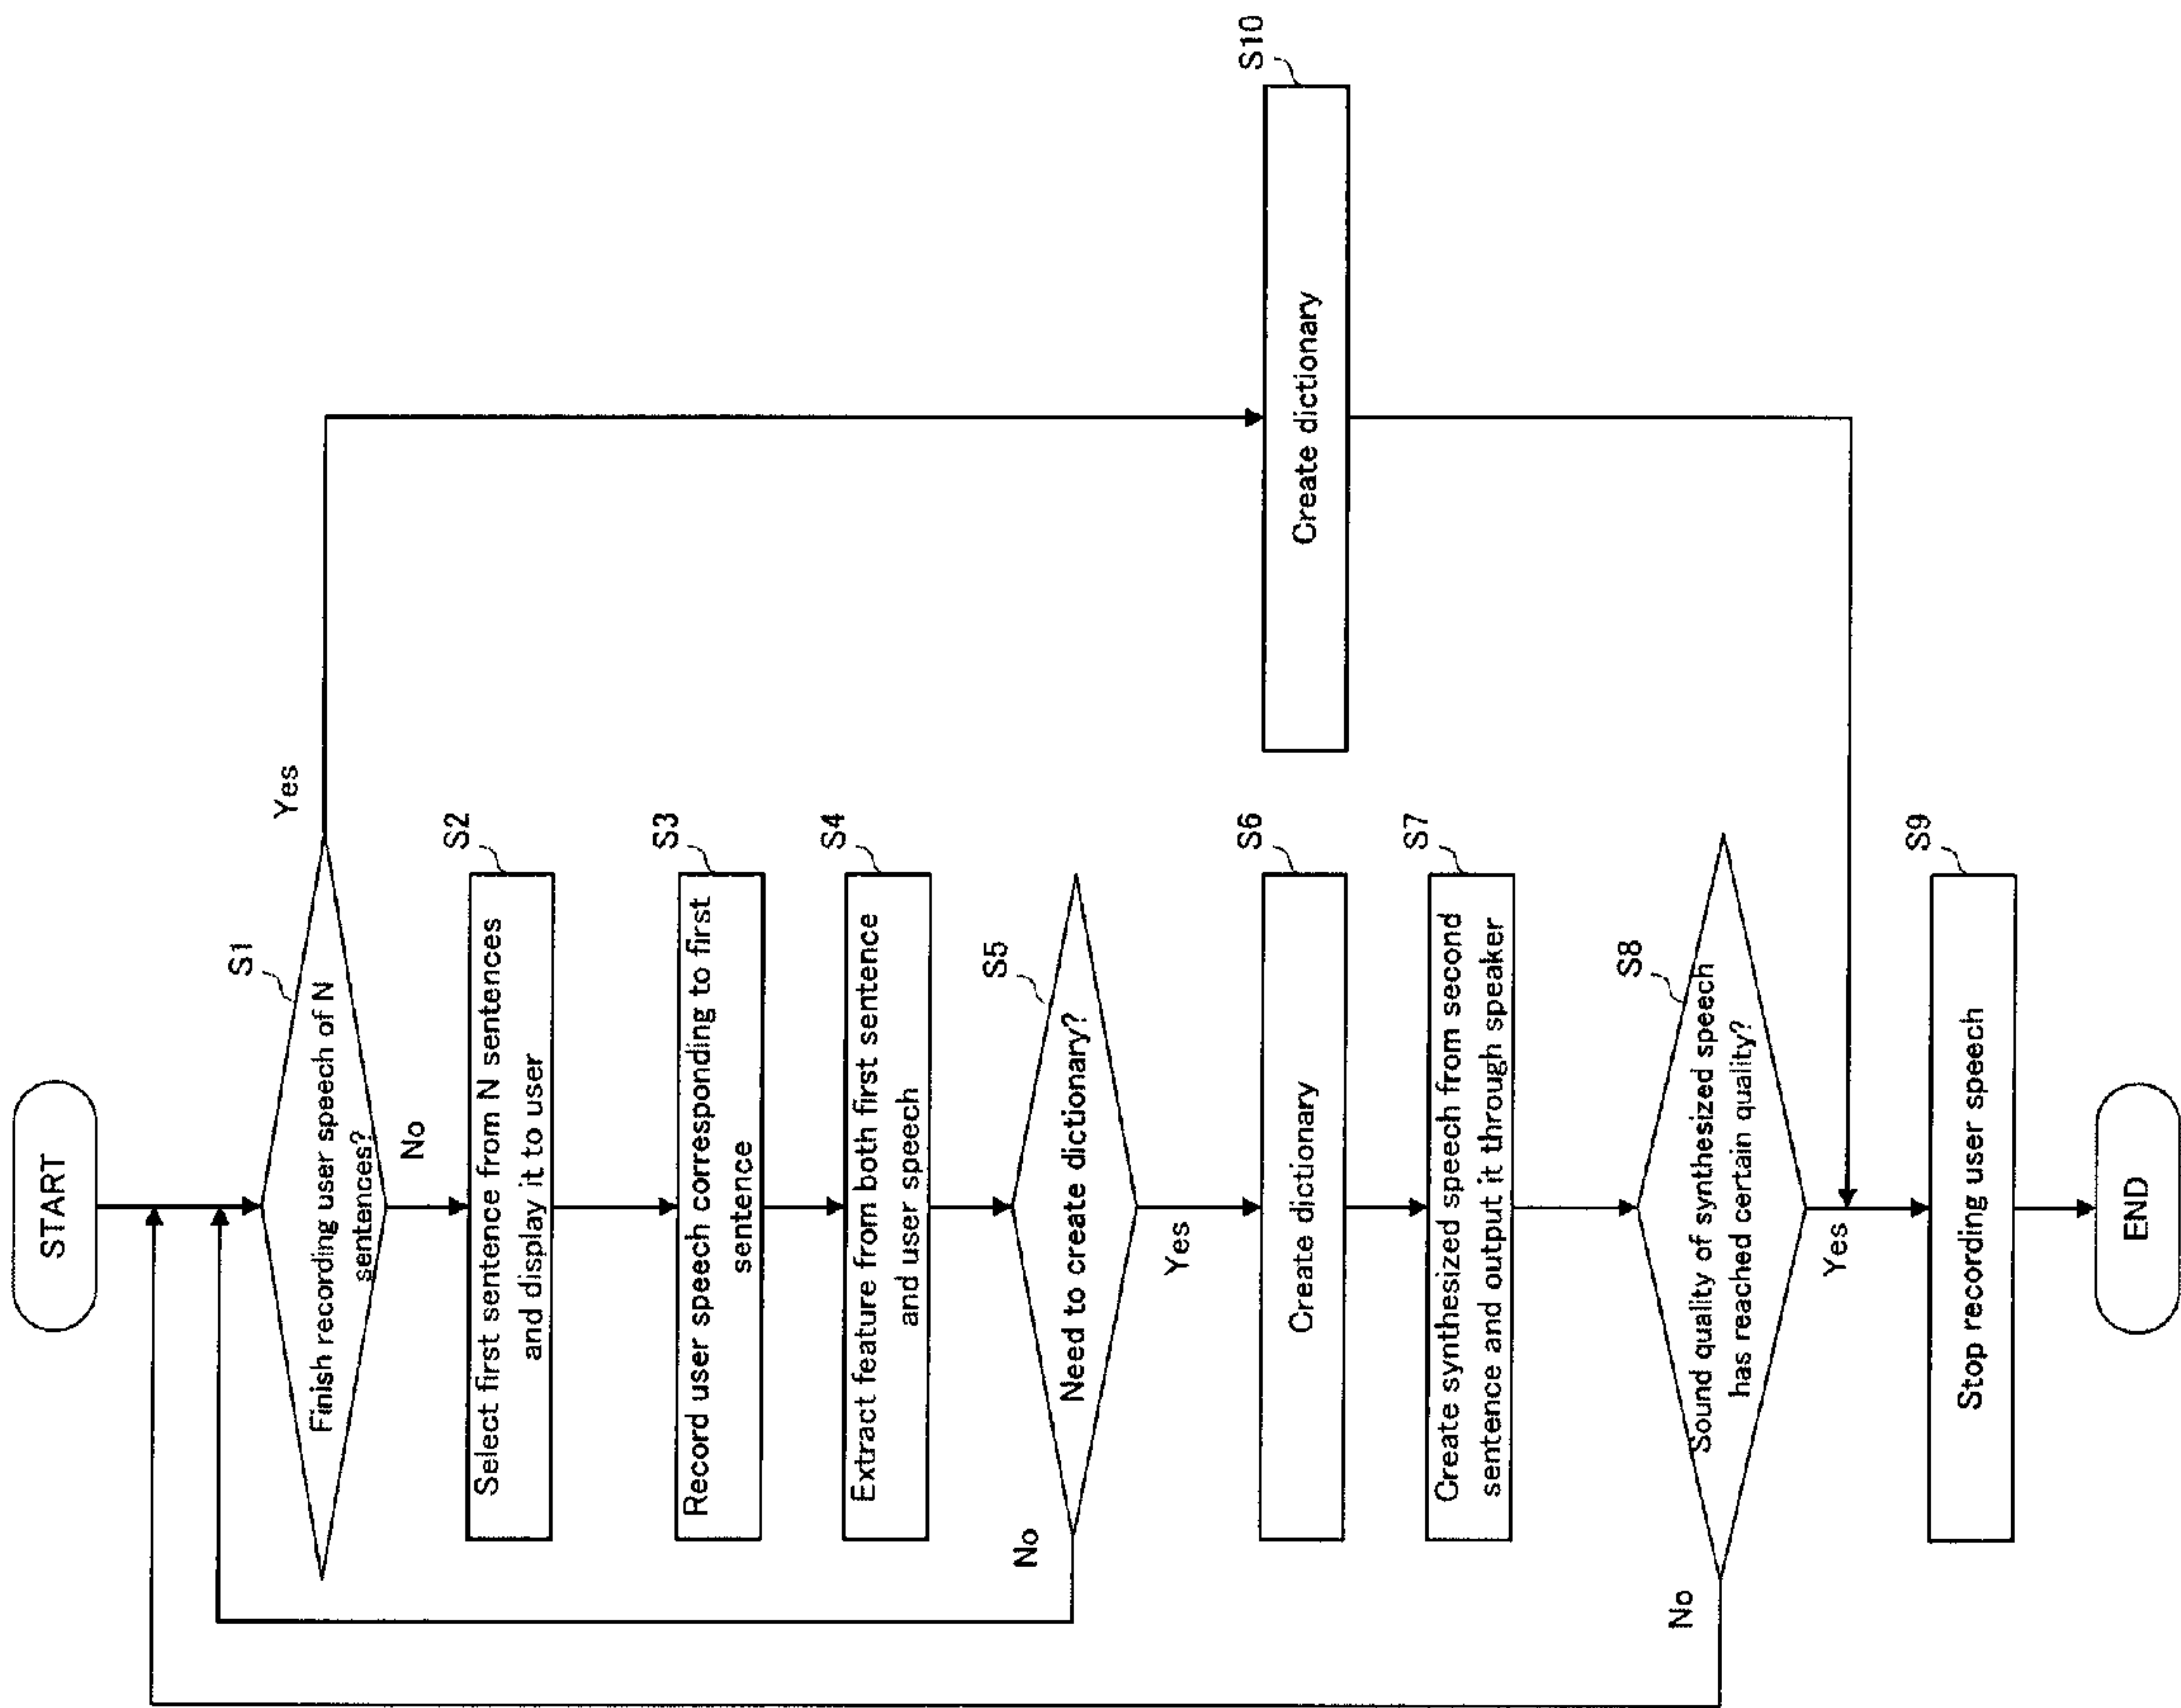 START
S1
Finish recording user speech of N
sentences?
Yes
No
S2
Select first sentence from N sentences
and display it to user
S3
Record user speech corresponding to first
sentence
S4
Extract feature from both first sentence
and user speech
S5
Need to create dictionary?
No
Yes
S6
Create dictionary
S10
Create dictionary
S7
Create synthesized speech from second
sentence and output it through speaker
S8
Sound quality of synthesized speech
has reached certain quality?
No
Yes
S9
Stop recording user speech
END